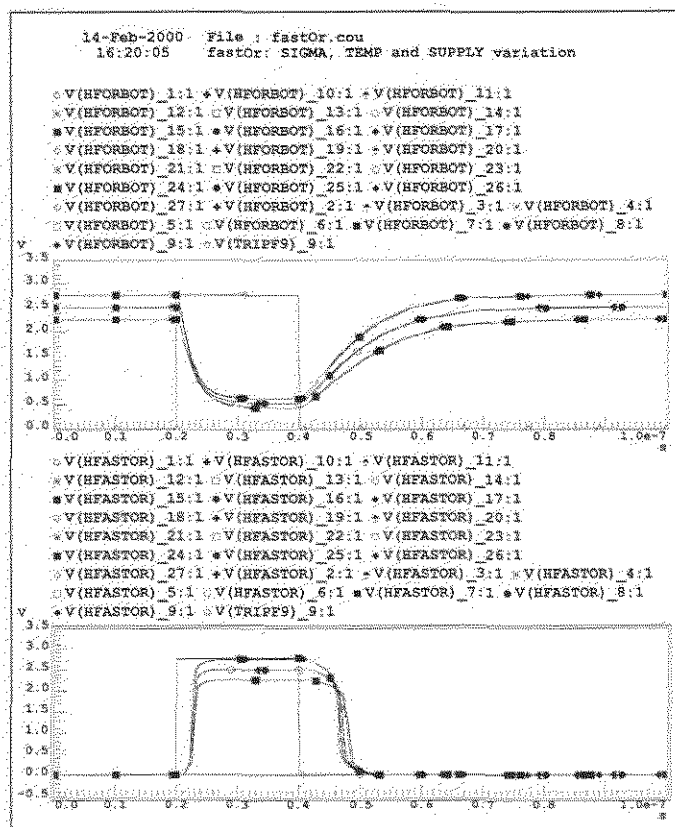 14-Feb-2000 File : fastOr.cou
16:20:05 fastOr: SIGMA, TEMP and SUPPLY variation
V(HFORBOT)_1:1 V(HFORBOT)_10:1 V(HFORBOT)_11:1
V(HFORBOT)_12:1 V(HFORBOT)_13:1 V(HFORBOT)_14:1
V(HFORBOT)_15:1 V(HFORBOT)_16:1 V(HFORBOT)_17:1
V(HFORBOT)_18:1 V(HFORBOT)_19:1 V(HFORBOT)_20:1
V(HFORBOT)_21:1 V(HFORBOT)_22:1 V(HFORBOT)_23:1
V(HFORBOT)_24:1 V(HFORBOT)_25:1 V(HFORBOT)_26:1
V(HFORBOT)_27:1 V(HFORBOT)_2:1 V(HFORBOT)_3:1 V(HFORBOT)_4:1
V(HFORBOT)_5:1 V(HFORBOT)_6:1 V(HFORBOT)_7:1 V(HFORBOT)_8:1
V V(HFORBOT)_9:1 V(TRIPF9)_9:1
3.5
2.5
2.0
1.5
1.0
0.5
0.0
0.0 0.1 0.2 0.3 0.4 0.5 0.6 0.7 0.8 1.0e-7
s
V(HFASTOR)_1:1 V(HFASTOR)_10:1 V(HFASTOR)_11:1
V(HFASTOR)_12:1 V(HFASTOR)_13:1 V(HFASTOR)_14:1
V(HFASTOR)_15:1 V(HFASTOR)_16:1 V(HFASTOR)_17:1
V(HFASTOR)_18:1 V(HFASTOR)_19:1 V(HFASTOR)_20:1
V(HFASTOR)_21:1 V(HFASTOR)_22:1 V(HFASTOR)_23:1
V(HFASTOR)_24:1 V(HFASTOR)_25:1 V(HFASTOR)_26:1
V(HFASTOR)_27:1 V(HFASTOR)_2:1 V(HFASTOR)_3:1 V(HFASTOR)_4:1
V(HFASTOR)_5:1 V(HFASTOR)_6:1 V(HFASTOR)_7:1 V(HFASTOR)_8:1
V V(HFASTOR)_9:1 V(TRIPF9)_9:1
3.5
2.5
2.0
1.5
1.0
0.5
0.0
-0.5
0.0 0.1 0.2 0.3 0.4 0.5 0.6 0.7 0.8 1.0e-7
s